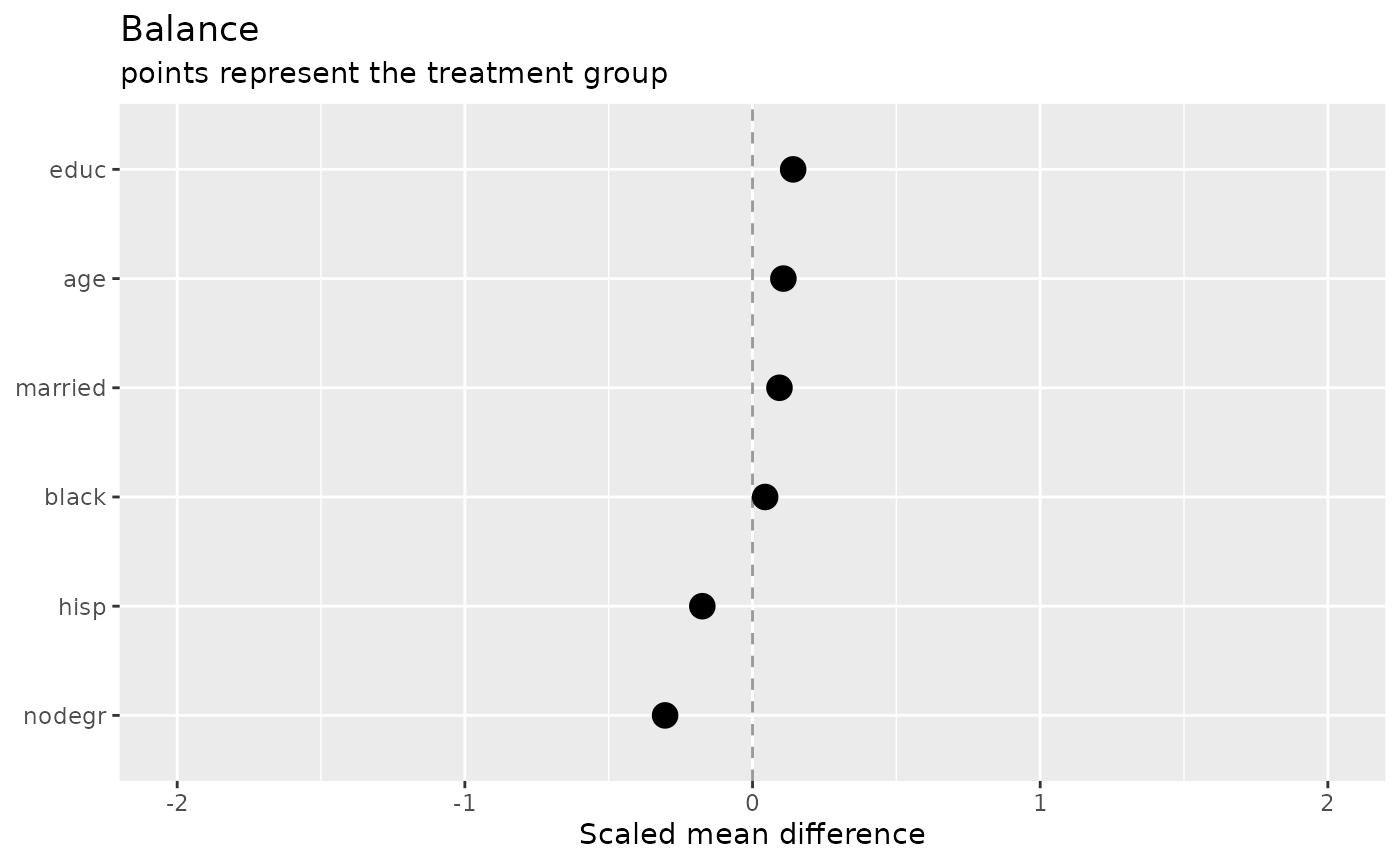 Balance
points represent the treatment group
educ
age
married
black
hisp
nodegr
-2 -1 0 1 2
Scaled mean difference